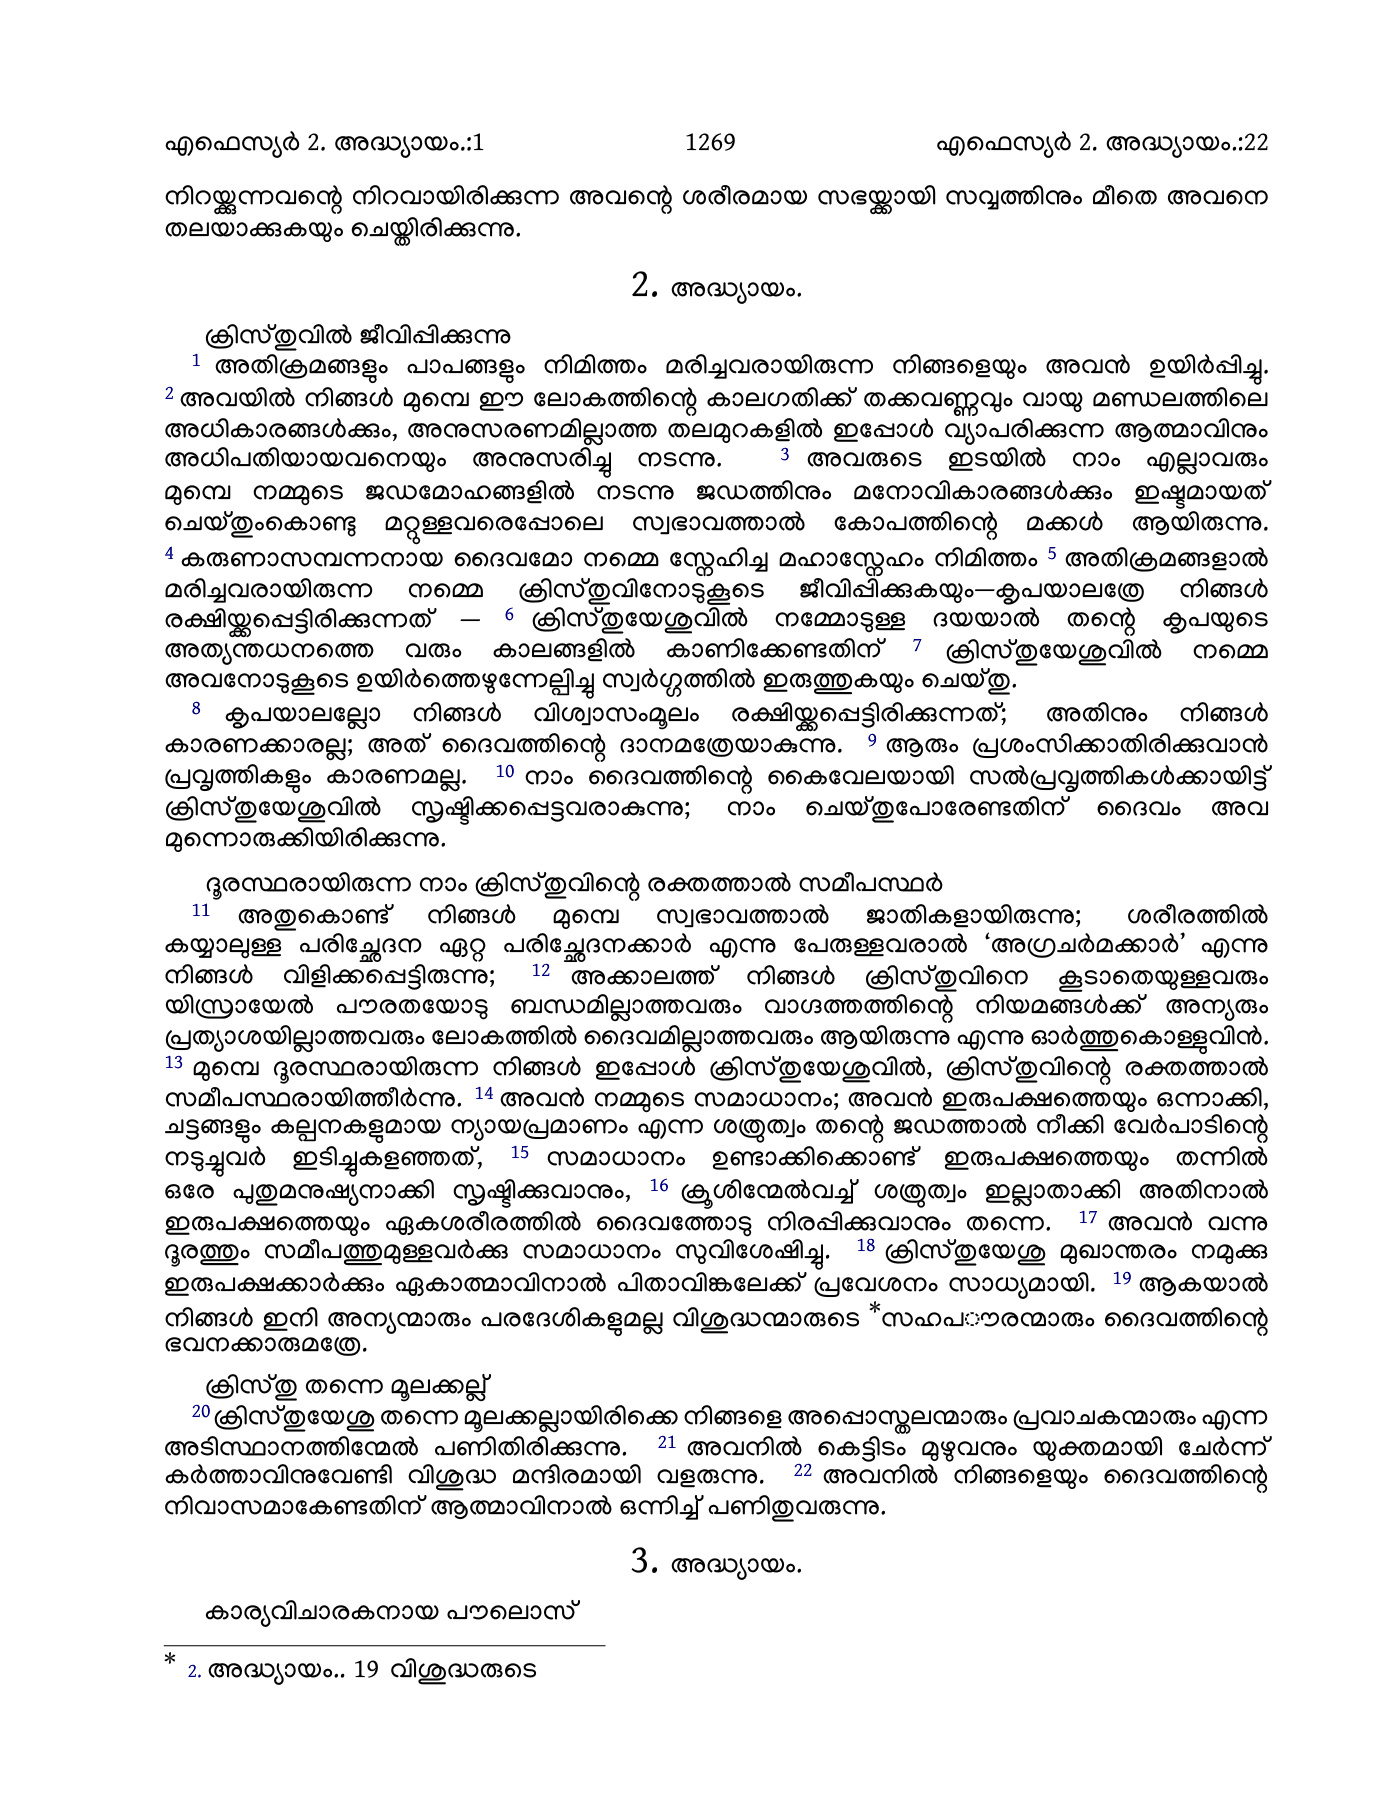 എഫെസ്യർ 2. അദ്ധ്യായം.:1 1269 എഫെസ്യർ 2. അദ്ധ്യായം.:22
നിറയ്ക്കുന്നവന്റെ നിറവായിരിക്കുന്ന അവന്റെ ശരീരമായ സഭയ്ക്കായി സവ്വത്തിനും മീതെ അവനെ
തലയാക്കുകയും ചെയ്തിരിക്കുന്നു.
2. അദ്ധ്യായം.
ക്രിസ്തുവിൽ ജീവിപ്പിക്കുന്നു
1 അതിക്രമങ്ങളും പാപങ്ങളും നിമിത്തം മരിച്ചവരായിരുന്ന നിങ്ങളെയും അവൻ ഉയിർപ്പിച്ചു.
2 അവയിൽ നിങ്ങൾ മുമ്പെ ഈ ലോകത്തിന്റെ കാലഗതിക്ക് തക്കവണ്ണവും വായു മണ്ഡലത്തിലെ
അധികാരങ്ങൾക്കും, അനുസരണമില്ലാത്ത തലമുറകളിൽ ഇപ്പോൾ വ്യാപരിക്കുന്ന ആത്മാവിനും
അധിപതിയായവനെയും അനുസരിച്ചു നടന്നു. 3 അവരുടെ ഇടയിൽ നാം എല്ലാവരും
മുമ്പെ നമ്മുടെ ജഡമോഹങ്ങളിൽ നടന്നു ജഡത്തിനും മനോവികാരങ്ങൾക്കും ഇഷ്ടമായത്
ചെയ്തുംകൊണ്ടു മറ്റുള്ളവരെപ്പോലെ സ്വഭാവത്താൽ കോപത്തിന്റെ മക്കൾ ആയിരുന്നു.
4 കരുണാസമ്പന്നനായ ദൈവമോ നമ്മെ സ്നേഹിച്ച മഹാസ്നേഹം നിമിത്തം 5 അതിക്രമങ്ങളാൽ
മരിച്ചവരായിരുന്ന നമ്മെ ക്രിസ്തുവിനോടുകൂടെ ജീവിപ്പിക്കുകയും—കൃപയാലത്രേ നിങ്ങൾ
രക്ഷിയ്ക്കപ്പെട്ടിരിക്കുന്നത് — 6 ക്രിസ്തുയേശുവിൽ നമ്മോടുള്ള ദയയാൽ തന്റെ കൃപയുടെ
അത്യന്തധനത്തെ വരും കാലങ്ങളിൽ കാണിക്കേണ്ടതിന് 7 ക്രിസ്തുയേശുവിൽ നമ്മെ
അവനോടുകൂടെ ഉയിർത്തെഴുന്നേല്പിച്ചു സ്വർഗ്ഗത്തിൽ ഇരുത്തുകയും ചെയ്തു.
8 കൃപയാലല്ലോ നിങ്ങൾ വിശ്വാസംമൂലം രക്ഷിയ്ക്കപ്പെട്ടിരിക്കുന്നത്; അതിനും നിങ്ങൾ
കാരണക്കാരല്ല; അത് ദൈവത്തിന്റെ ദാനമത്രേയാകുന്നു. 9 ആരും പ്രശംസിക്കാതിരിക്കുവാൻ
പ്രവൃത്തികളും കാരണമല്ല. 10 നാം ദൈവത്തിന്റെ കൈവേലയായി സൽപ്രവൃത്തികൾക്കായിട്ട്
ക്രിസ്തുയേശുവിൽ സൃഷ്ടിക്കപ്പെട്ടവരാകുന്നു; നാം ചെയ്തുപോരേണ്ടതിന് ദൈവം അവ
മുന്നൊരുക്കിയിരിക്കുന്നു.
ദൂരസ്ഥരായിരുന്ന നാം ക്രിസ്തുവിന്റെ രക്തത്താൽ സമീപസ്ഥർ
11 അതുകൊണ്ട് നിങ്ങൾ മുമ്പെ സ്വഭാവത്താൽ ജാതികളായിരുന്നു; ശരീരത്തിൽ
കയ്യാലുള്ള പരിച്ഛേദന ഏറ്റ പരിച്ഛേദനക്കാർ എന്നു പേരുള്ളവരാൽ ‘അഗ്രചർമക്കാർ’ എന്നു
നിങ്ങൾ വിളിക്കപ്പെട്ടിരുന്നു; 12 അക്കാലത്ത് നിങ്ങൾ ക്രിസ്തുവിനെ കൂടാതെയുള്ളവരും
യിസ്രായേൽ പൗരതയോടു ബന്ധമില്ലാത്തവരും വാഗ്ദത്തത്തിന്റെ നിയമങ്ങൾക്ക് അന്യരും
പ്രത്യാശയില്ലാത്തവരും ലോകത്തിൽ ദൈവമില്ലാത്തവരും ആയിരുന്നു എന്നു ഓർത്തുകൊള്ളുവിൻ.
13 മുമ്പെ ദൂരസ്ഥരായിരുന്ന നിങ്ങൾ ഇപ്പോൾ ക്രിസ്തുയേശുവിൽ, ക്രിസ്തുവിന്റെ രക്തത്താൽ
സമീപസ്ഥരായിത്തീർന്നു. 14 അവൻ നമ്മുടെ സമാധാനം; അവൻ ഇരുപക്ഷത്തെയും ഒന്നാക്കി,
ചട്ടങ്ങളും കല്പനകളുമായ ന്യായപ്രമാണം എന്ന ശത്രുത്വം തന്റെ ജഡത്താൽ നീക്കി വേർപാടിന്റെ
നടുച്ചുവർ ഇടിച്ചുകളഞ്ഞത്, 15 സമാധാനം ഉണ്ടാക്കിക്കൊണ്ട് ഇരുപക്ഷത്തെയും തന്നിൽ
ഒരേ പുതുമനുഷ്യനാക്കി സൃഷ്ടിക്കുവാനും, 16 ക്രൂശിന്മേൽവച്ച് ശത്രുത്വം ഇല്ലാതാക്കി അതിനാൽ
ഇരുപക്ഷത്തെയും ഏകശരീരത്തിൽ ദൈവത്തോടു നിരപ്പിക്കുവാനും തന്നെ. 17 അവൻ വന്നു
ദൂരത്തും സമീപത്തുമുള്ളവർക്കു സമാധാനം സുവിശേഷിച്ചു. 18 ക്രിസ്തുയേശു മുഖാന്തരം നമുക്കു
ഇരുപക്ഷക്കാർക്കും ഏകാത്മാവിനാൽ പിതാവിങ്കലേക്ക് പ്രവേശനം സാധ്യമായി. 19 ആകയാൽ
നിങ്ങൾ ഇനി അന്യന്മാരും പരദേശികളുമല്ല വിശുദ്ധന്മാരുടെ *സഹപ◌ൗരന്മാരും ദൈവത്തിന്റെ
ഭവനക്കാരുമത്രേ.
ക്രിസ്തു തന്നെ മൂലക്കല്ല്
20 ക്രിസ്തുയേശു തന്നെ മൂലക്കല്ലായിരിക്കെ നിങ്ങളെ അപ്പൊസ്തലന്മാരും പ്രവാചകന്മാരും എന്ന
അടിസ്ഥാനത്തിന്മേൽ പണിതിരിക്കുന്നു. 21 അവനിൽ കെട്ടിടം മുഴുവനും യുക്തമായി ചേർന്ന്
കർത്താവിനുവേണ്ടി വിശുദ്ധ മന്ദിരമായി വളരുന്നു. 22 അവനിൽ നിങ്ങളെയും ദൈവത്തിന്റെ
നിവാസമാകേണ്ടതിന് ആത്മാവിനാൽ ഒന്നിച്ച് പണിതുവരുന്നു.
3. അദ്ധ്യായം.
കാര്യവിചാരകനായ പൗലൊസ്
* 2. അദ്ധ്യായം.. 19 വിശുദ്ധരുടെ